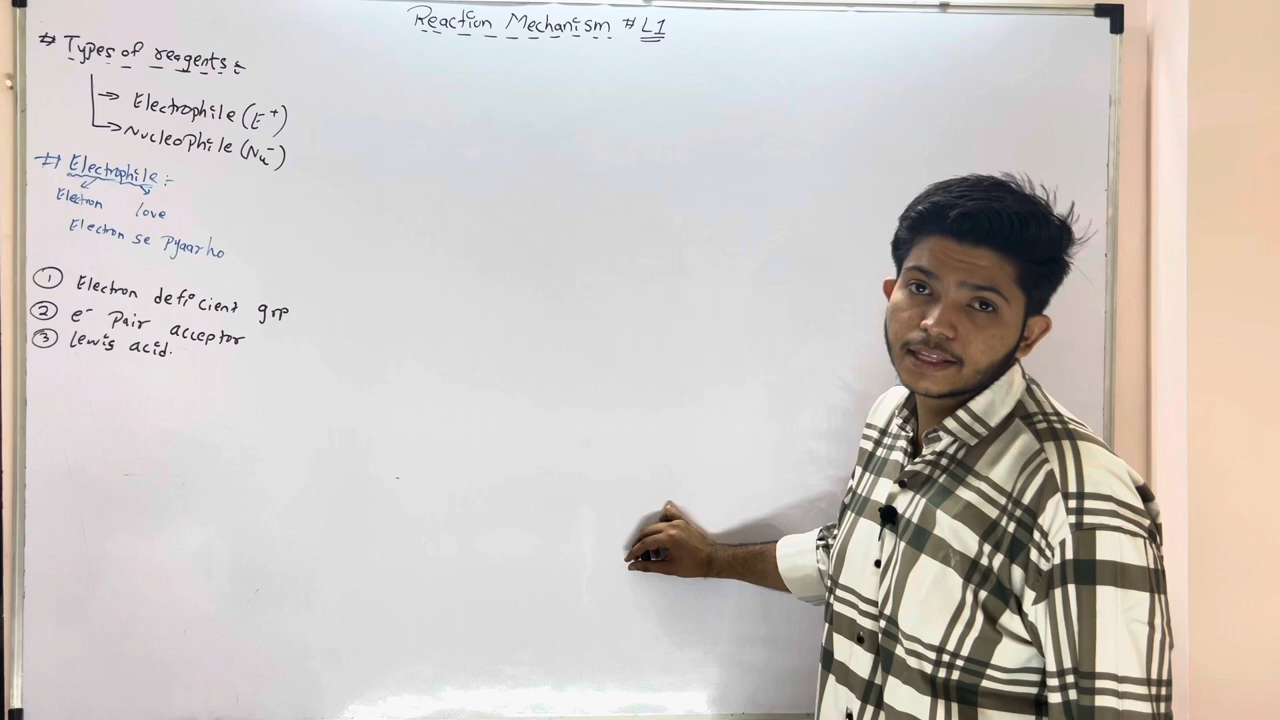 Reaction Mechanism # L1
# Types of reagents :-
→ Electrophile (E⁺)
→ Nucleophile (Nu⁻)
# Electrophile :-
Electron love
Electron se Pyaar ho
① Electron deficient grp
② e⁻ Pair acceptor
③ Lewis acid.